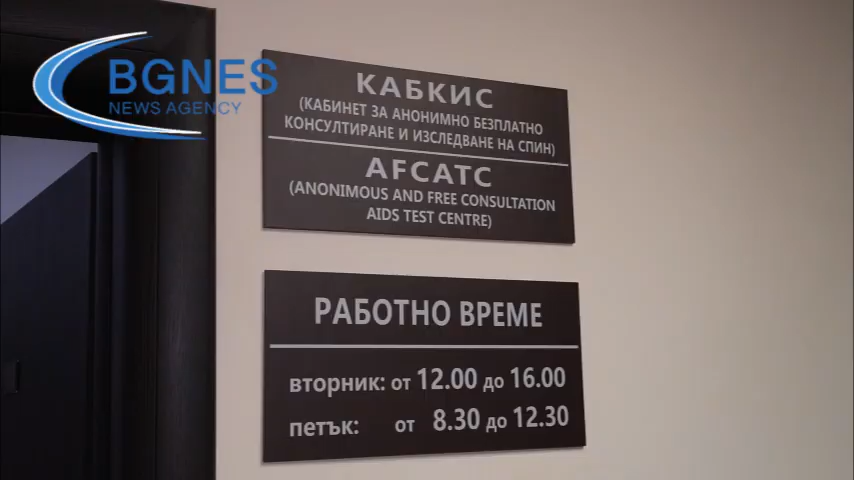 BGNES
NEWS AGENCY
КАБКИС
(КАБИНЕТ ЗА АНОНИМНО БЕЗПЛАТНО
КОНСУЛТИРАНЕ И ИЗСЛЕДВАНЕ НА СПИН)
AFCATC
(ANONIMOUS AND FREE CONSULTATION
AIDS TEST CENTRE)
РАБОТНО ВРЕМЕ
вторник: от 12.00 до 16.00
петък: от 8.30 до 12.30